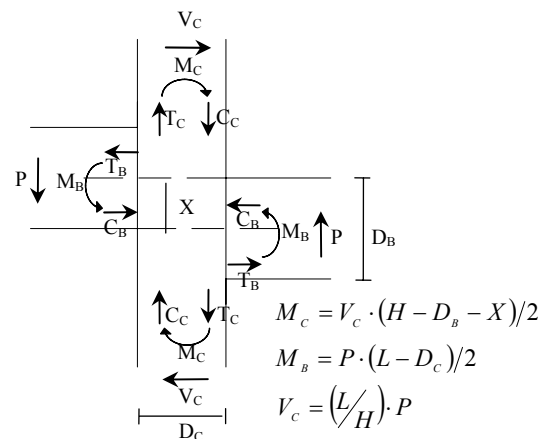 V_C
M_C
T_C C_C
P M_B T_B
C_B X C_B M_B P D_B
T_B
C_C T_C
M_C
V_C
D_C
M_C = V_C · (H − D_B − X)/2
M_B = P · (L − D_C)/2
V_C = (L/H) · P